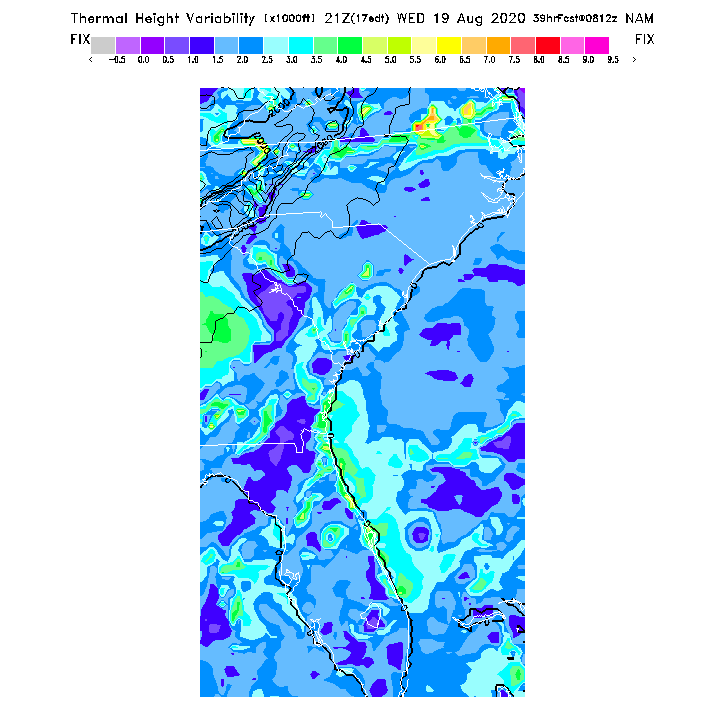 Thermal Height Variability [x1000ft] 21Z(17edt) WED 19 Aug 2020 39hrFcst@0812z NAM
FIX FIX
< -0.5 0.0 0.5 1.0 1.5 2.0 2.5 3.0 3.5 4.0 4.5 5.0 5.5 6.0 6.5 7.0 7.5 8.0 8.5 9.0 9.5 >